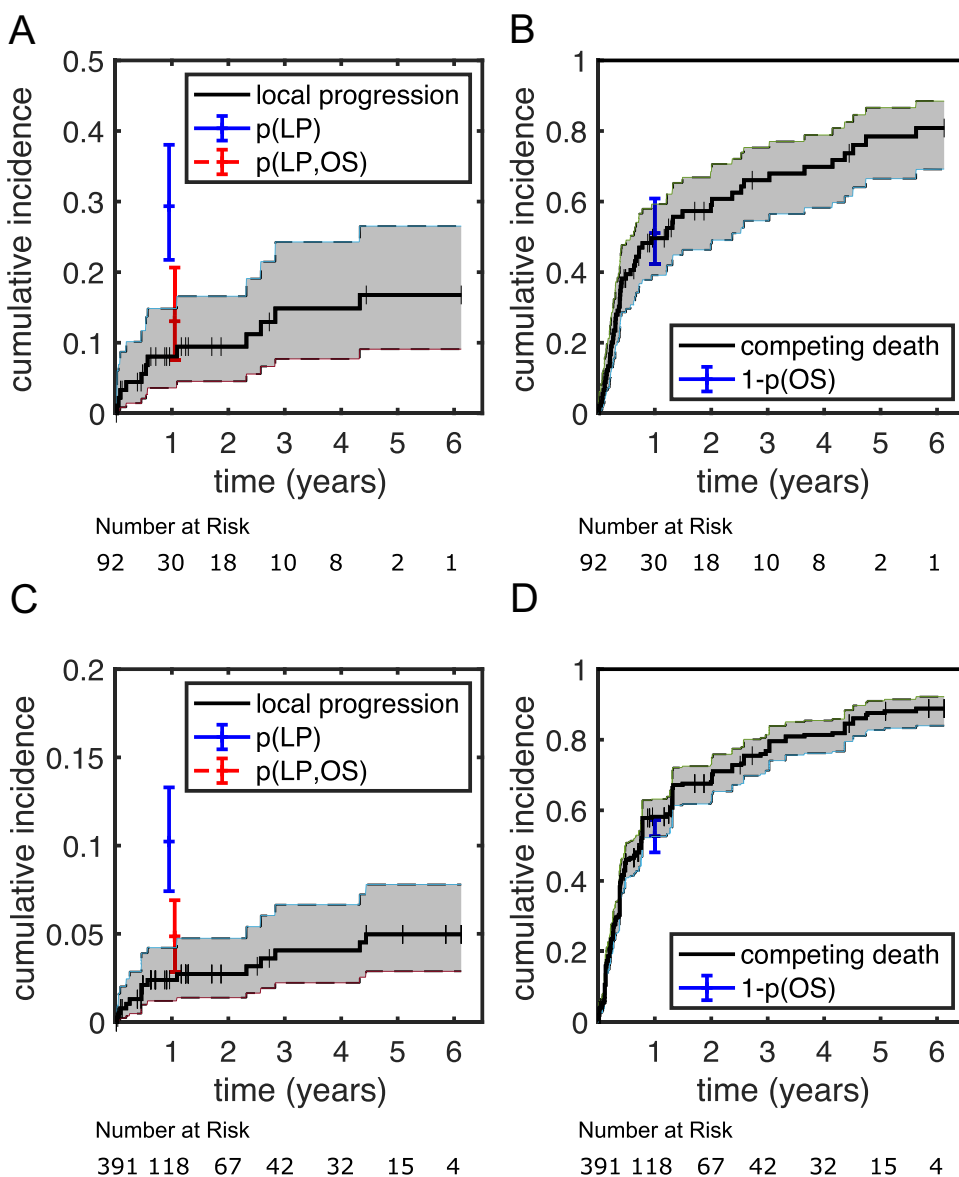 A
0.5
0.4
0.3
0.2
0.1
0
cumulative incidence
local progression
p(LP)
p(LP,OS)
1 2 3 4 5 6
time (years)
Number at Risk
92 30 18 10 8 2 1
B
1
0.8
0.6
0.4
0.2
0
cumulative incidence
competing death
1-p(OS)
1 2 3 4 5 6
time (years)
Number at Risk
92 30 18 10 8 2 1
C
0.2
0.15
0.1
0.05
0
cumulative incidence
local progression
p(LP)
p(LP,OS)
1 2 3 4 5 6
time (years)
Number at Risk
391 118 67 42 32 15 4
D
1
0.8
0.6
0.4
0.2
0
cumulative incidence
competing death
1-p(OS)
1 2 3 4 5 6
time (years)
Number at Risk
391 118 67 42 32 15 4